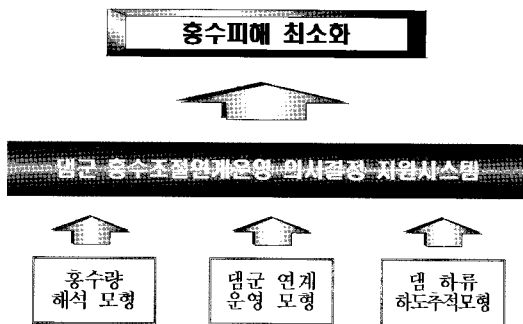 홍수피해 최소화
댐군 홍수조절연계운영 의사결정 지원시스템
홍수량
해석 모형
댐군 연계
운영 모형
댐 하류
하도추적모형